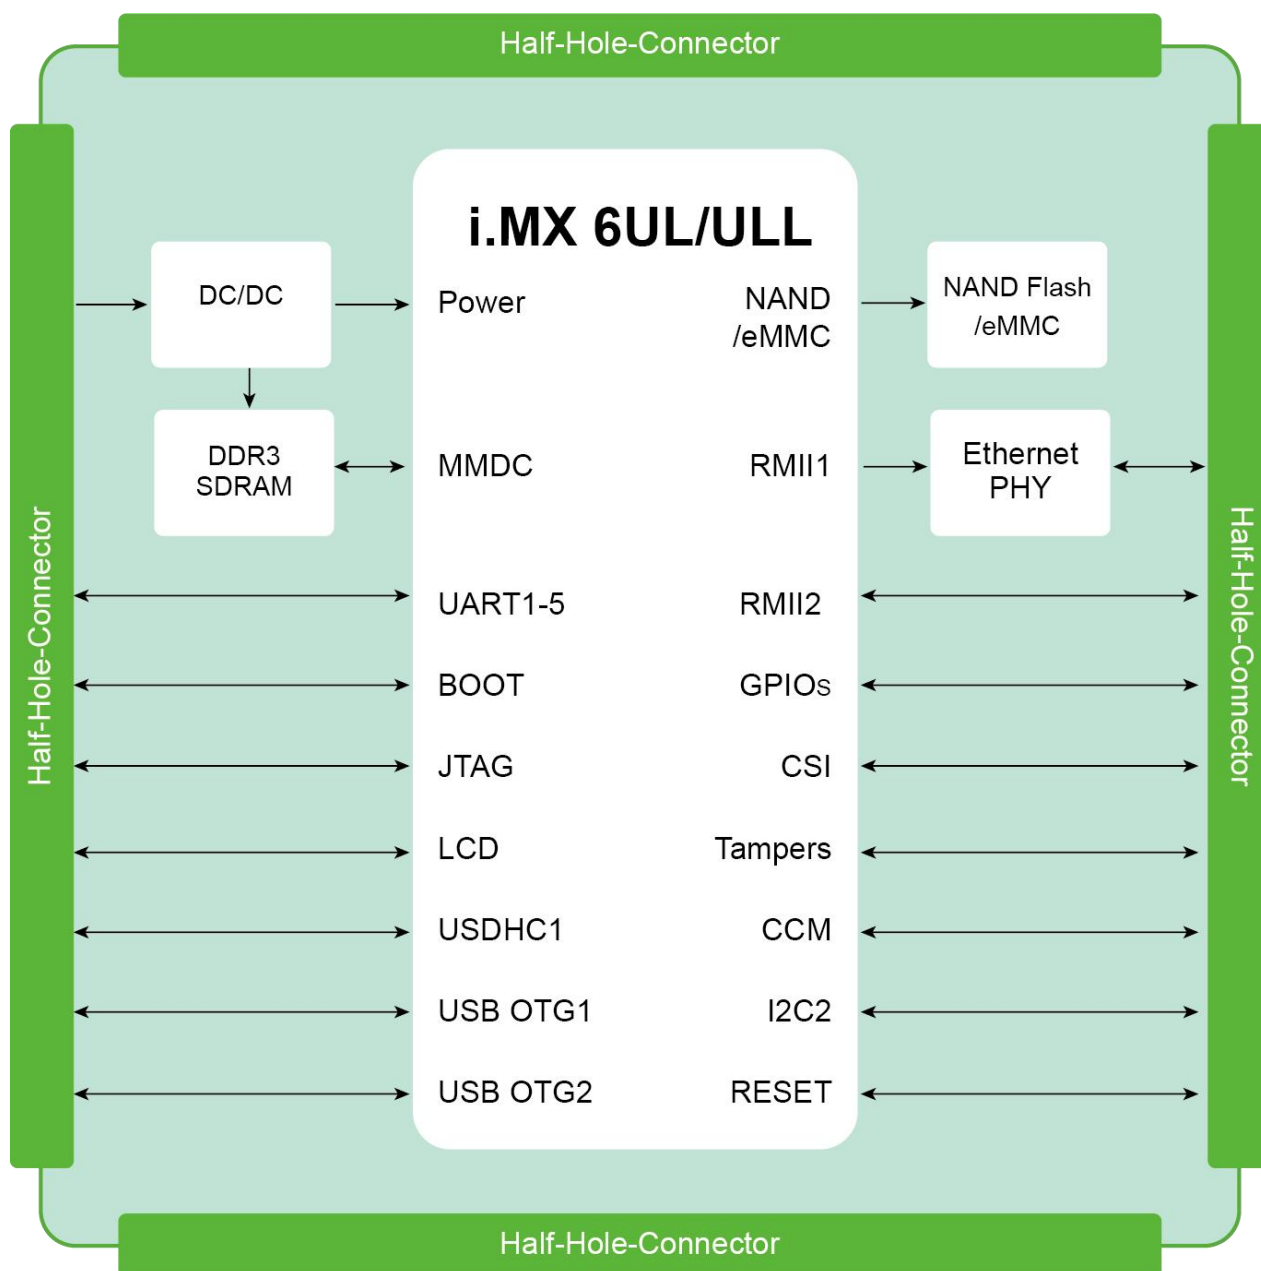 Half-Hole-Connector
Half-Hole-Connector
i.MX 6UL/ULL
DC/DC
Power
NAND
/eMMC
NAND Flash
/eMMC
DDR3
SDRAM
MMDC
RMII1
Ethernet
PHY
UART1-5
RMII2
BOOT
GPIOs
JTAG
CSI
LCD
Tampers
USDHC1
CCM
USB OTG1
I2C2
USB OTG2
RESET
Half-Hole-Connector
Half-Hole-Connector